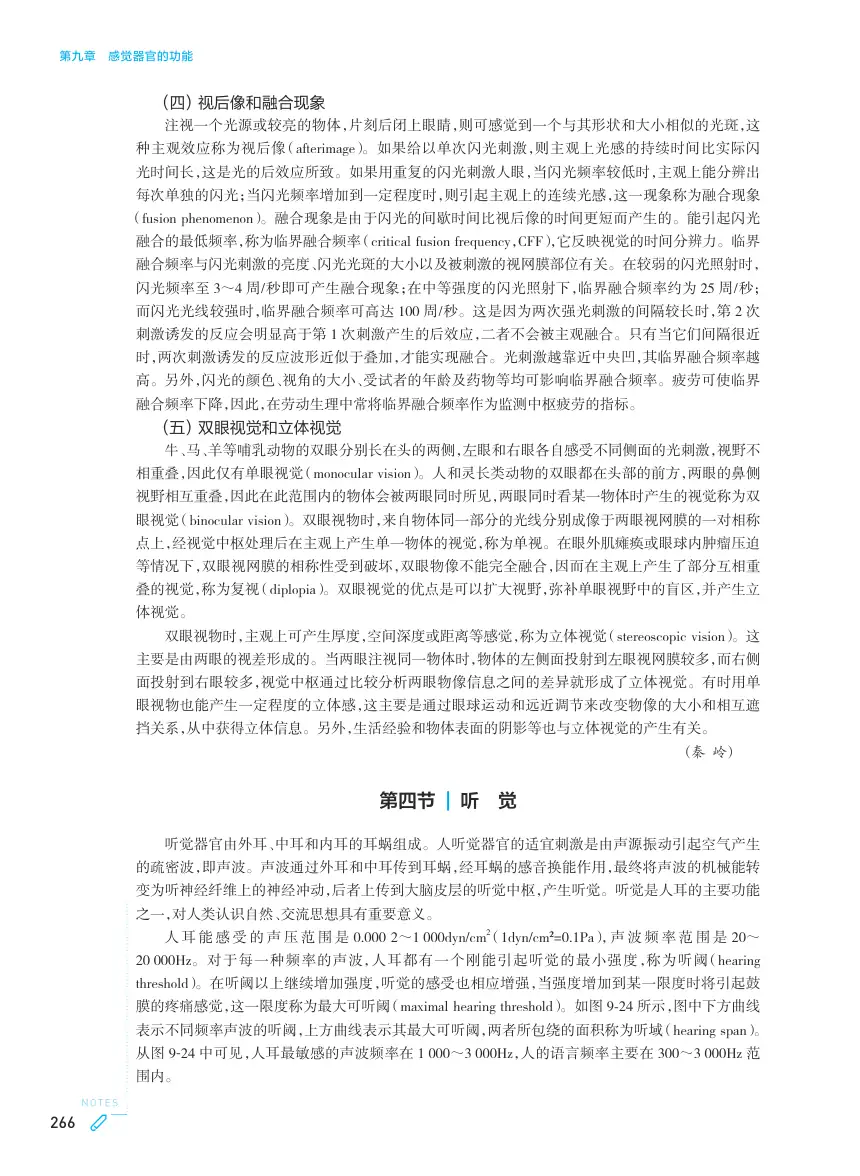 第九章　感觉器官的功能
（四）视后像和融合现象
注视一个光源或较亮的物体，片刻后闭上眼睛，则可感觉到一个与其形状和大小相似的光斑，这
种主观效应称为视后像（afterimage）。如果给以单次闪光刺激，则主观上光感的持续时间比实际闪
光时间长，这是光的后效应所致。如果用重复的闪光刺激人眼，当闪光频率较低时，主观上能分辨出
每次单独的闪光；当闪光频率增加到一定程度时，则引起主观上的连续光感，这一现象称为融合现象
（fusion phenomenon）。融合现象是由于闪光的间歇时间比视后像的时间更短而产生的。能引起闪光
融合的最低频率，称为临界融合频率（critical fusion frequency，CFF），它反映视觉的时间分辨力。临界
融合频率与闪光刺激的亮度、闪光光斑的大小以及被刺激的视网膜部位有关。在较弱的闪光照射时，
闪光频率至 3～4 周/秒即可产生融合现象；在中等强度的闪光照射下，临界融合频率约为 25 周/秒；
而闪光光线较强时，临界融合频率可高达 100 周/秒。这是因为两次强光刺激的间隔较长时，第 2 次
刺激诱发的反应会明显高于第 1 次刺激产生的后效应，二者不会被主观融合。只有当它们间隔很近
时，两次刺激诱发的反应波形近似于叠加，才能实现融合。光刺激越靠近中央凹，其临界融合频率越
高。另外，闪光的颜色、视角的大小、受试者的年龄及药物等均可影响临界融合频率。疲劳可使临界
融合频率下降，因此，在劳动生理中常将临界融合频率作为监测中枢疲劳的指标。
（五）双眼视觉和立体视觉
牛、马、羊等哺乳动物的双眼分别长在头的两侧，左眼和右眼各自感受不同侧面的光刺激，视野不
相重叠，因此仅有单眼视觉（monocular vision）。人和灵长类动物的双眼都在头部的前方，两眼的鼻侧
视野相互重叠，因此在此范围内的物体会被两眼同时所见，两眼同时看某一物体时产生的视觉称为双
眼视觉（binocular vision）。双眼视物时，来自物体同一部分的光线分别成像于两眼视网膜的一对相称
点上，经视觉中枢处理后在主观上产生单一物体的视觉，称为单视。在眼外肌瘫痪或眼球内肿瘤压迫
等情况下，双眼视网膜的相称性受到破坏，双眼物像不能完全融合，因而在主观上产生了部分互相重
叠的视觉，称为复视（diplopia）。双眼视觉的优点是可以扩大视野，弥补单眼视野中的盲区，并产生立
体视觉。
双眼视物时，主观上可产生厚度，空间深度或距离等感觉，称为立体视觉（stereoscopic vision）。这
主要是由两眼的视差形成的。当两眼注视同一物体时，物体的左侧面投射到左眼视网膜较多，而右侧
面投射到右眼较多，视觉中枢通过比较分析两眼物像信息之间的差异就形成了立体视觉。有时用单
眼视物也能产生一定程度的立体感，这主要是通过眼球运动和远近调节来改变物像的大小和相互遮
挡关系，从中获得立体信息。另外，生活经验和物体表面的阴影等也与立体视觉的产生有关。
（秦 岭）
第四节 | 听　觉
听觉器官由外耳、中耳和内耳的耳蜗组成。人听觉器官的适宜刺激是由声源振动引起空气产生
的疏密波，即声波。声波通过外耳和中耳传到耳蜗，经耳蜗的感音换能作用，最终将声波的机械能转
变为听神经纤维上的神经冲动，后者上传到大脑皮层的听觉中枢，产生听觉。听觉是人耳的主要功能
之一，对人类认识自然、交流思想具有重要意义。
人耳能感受的声压范围是 0.000 2～1 000dyn/cm²（1dyn/cm²=0.1Pa），声波频率范围是 20～
20 000Hz。对于每一种频率的声波，人耳都有一个刚能引起听觉的最小强度，称为听阈（hearing
threshold）。在听阈以上继续增加强度，听觉的感受也相应增强，当强度增加到某一限度时将引起鼓
膜的疼痛感觉，这一限度称为最大可听阈（maximal hearing threshold）。如图 9-24 所示，图中下方曲线
表示不同频率声波的听阈，上方曲线表示其最大可听阈，两者所包绕的面积称为听域（hearing span）。
从图 9-24 中可见，人耳最敏感的声波频率在 1 000～3 000Hz，人的语言频率主要在 300～3 000Hz 范
围内。
NOTES
266